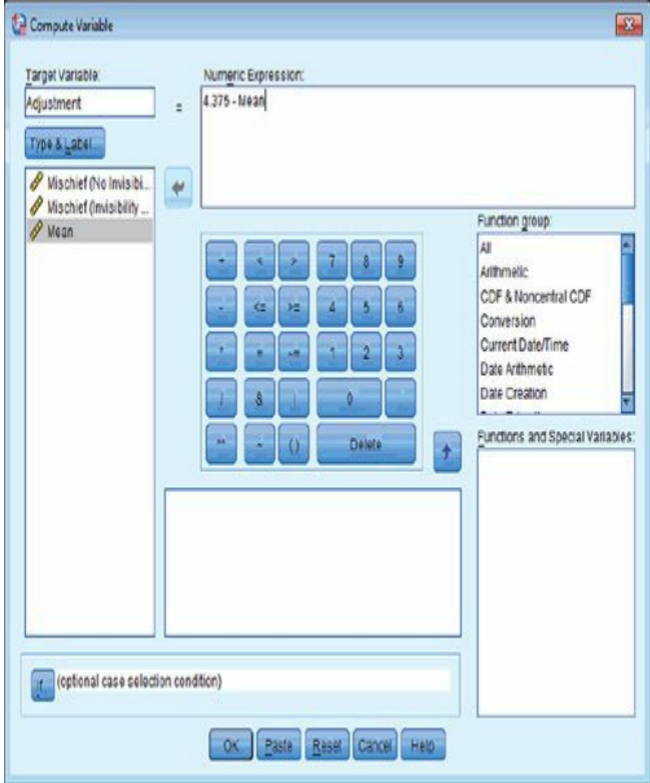 Compute Variable
Target Variable:
Adjustment
Type & Label...
=
Numeric Expression:
4.375 - Mean
Mischief (No Invisibi...
Mischief (Invisibility ...
Mean
+ < > 7 8 9
- <= >= 4 5 6
* = ~= 1 2 3
/ & | 0 .
** ~ () Delete
Function group:
All
Arithmetic
CDF & Noncentral CDF
Conversion
Current Date/Time
Date Arithmetic
Date Creation
Functions and Special Variables:
If... (optional case selection condition)
OK Paste Reset Cancel Help